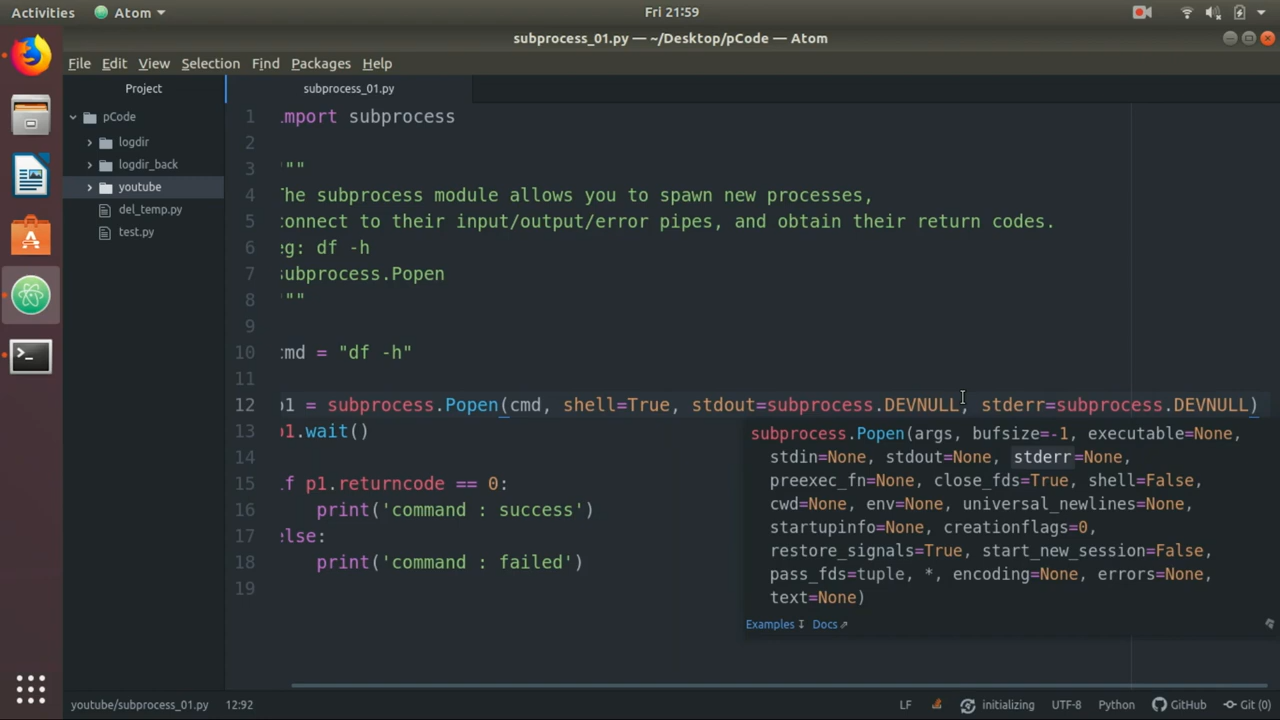 Activities Atom Fri 21:59
subprocess_01.py — ~/Desktop/pCode — Atom
File Edit View Selection Find Packages Help
Project
pCode
logdir
logdir_back
youtube
del_temp.py
test.py
subprocess_01.py
1 import subprocess
2
3 """
4 The subprocess module allows you to spawn new processes,
5 connect to their input/output/error pipes, and obtain their return codes.
6 eg: df -h
7 subprocess.Popen
8 """
9
10 cmd = "df -h"
11
12 p1 = subprocess.Popen(cmd, shell=True, stdout=subprocess.DEVNULL, stderr=subprocess.DEVNULL)
13 p1.wait()
14
15 if p1.returncode == 0:
16 print('command : success')
17 else:
18 print('command : failed')
19
subprocess.Popen(args, bufsize=-1, executable=None,
stdin=None, stdout=None, stderr=None,
preexec_fn=None, close_fds=True, shell=False,
cwd=None, env=None, universal_newlines=None,
startupinfo=None, creationflags=0,
restore_signals=True, start_new_session=False,
pass_fds=tuple, *, encoding=None, errors=None,
text=None)
Examples Docs
youtube/subprocess_01.py 12:92 LF initializing UTF-8 Python GitHub Git (0)